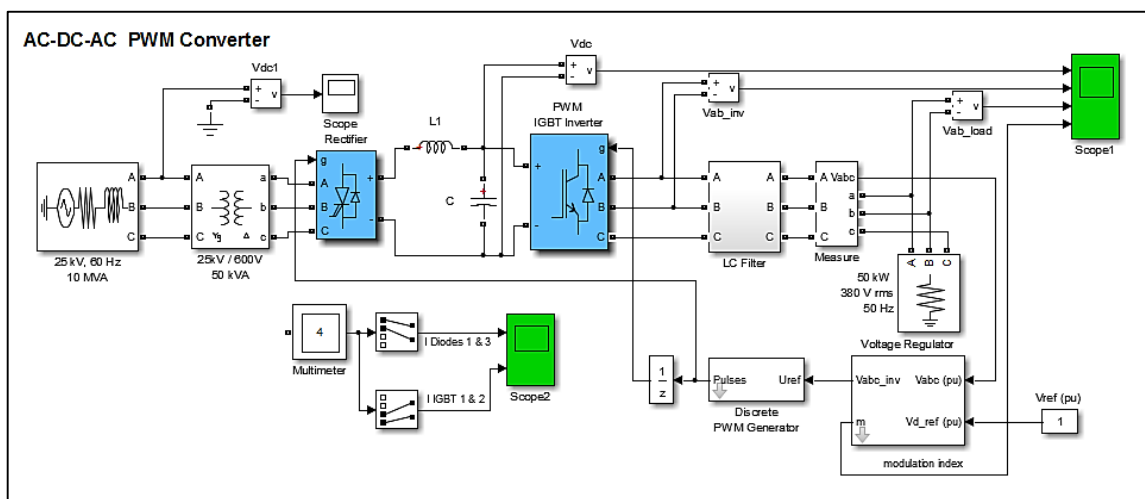 AC-DC-AC PWM Converter
Vdc1
+
-
v
Scope
Rectifier
g
A
B
C
+
-
L1
C
Vdc
+
-
v
PWM
IGBT Inverter
g
+
-
A
B
C
+
-
v
Vab_inv
+
-
v
Vab_load
Scope1
A
B
C
25 kV, 60 Hz
10 MVA
A
B
C
a
b
c
Yg
Δ
25kV / 600V
50 kVA
A
B
C
A
B
C
LC Filter
A
B
C
Vabc
a
b
c
Measure
A
B
C
50 kW
380 V rms
50 Hz
Voltage Regulator
4
Multimeter
I Diodes 1 & 3
I IGBT 1 & 2
Scope2
1
z
Pulses
Uref
Discrete
PWM Generator
Vabc_inv
m
Vabc (pu)
Vd_ref (pu)
modulation index
Vref (pu)
1